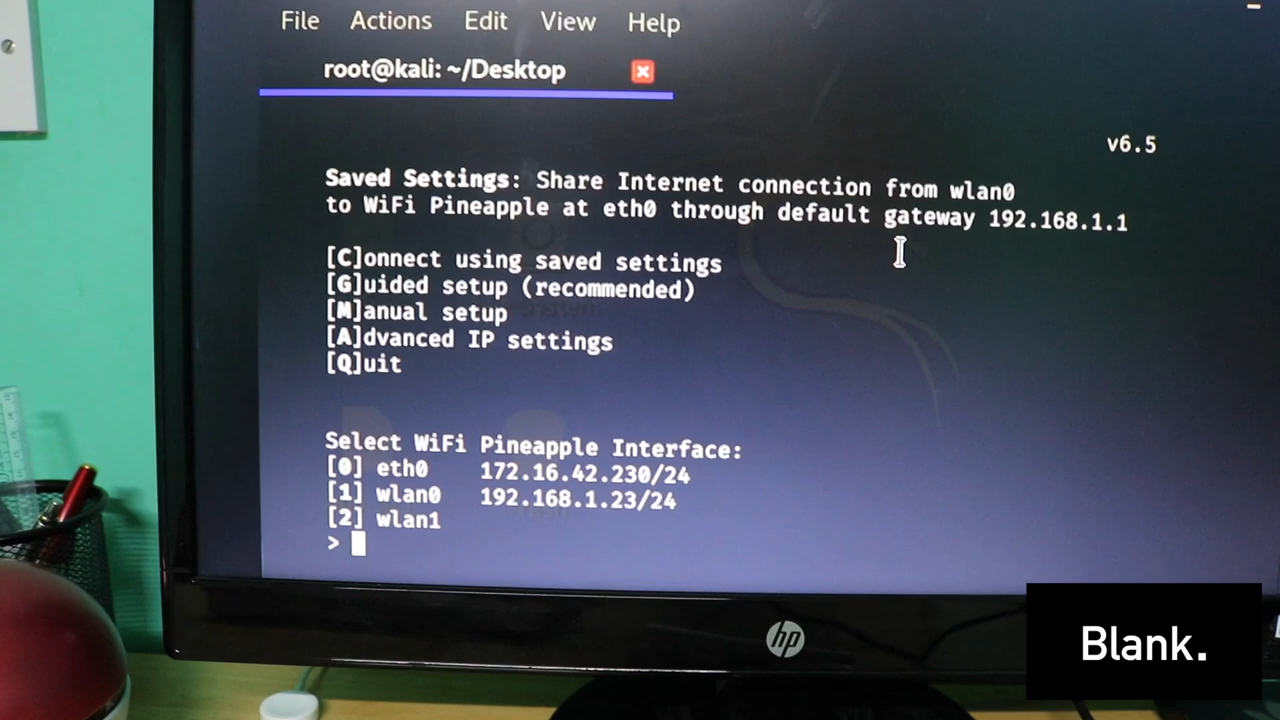 File Actions Edit View Help
root@kali: ~/Desktop
v6.5
Saved Settings: Share Internet connection from wlan0
to WiFi Pineapple at eth0 through default gateway 192.168.1.1
[C]onnect using saved settings
[G]uided setup (recommended)
[M]anual setup
[A]dvanced IP settings
[Q]uit
Select WiFi Pineapple Interface:
[0] eth0 172.16.42.230/24
[1] wlan0 192.168.1.23/24
[2] wlan1
>
hp
Blank.